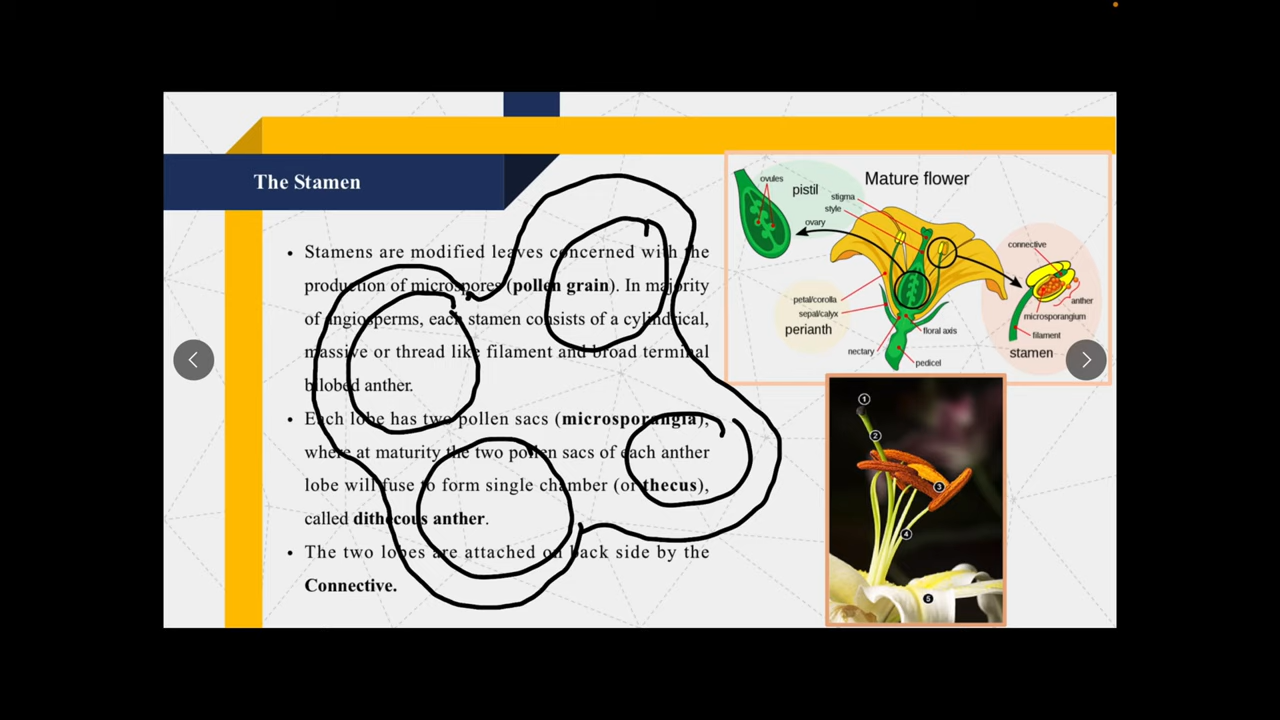 The Stamen
• Stamens are modified leaves concerned with the
production of microspores (pollen grain). In majority
of angiosperms, each stamen consists of a cylindrical,
massive or thread like filament and broad terminal
bilobed anther.
• Each lobe has two pollen sacs (microsporangia),
where at maturity the two pollen sacs of each anther
lobe will fuse to form single chamber (or thecus),
called dithecous anther.
• The two lobes are attached on back side by the
Connective.
Mature flower
ovules
pistil
stigma
style
ovary
connective
petal/corolla
sepal/calyx
perianth
nectary
floral axis
pedicel
anther
microsporangium
filament
stamen
1
2
3
4
5